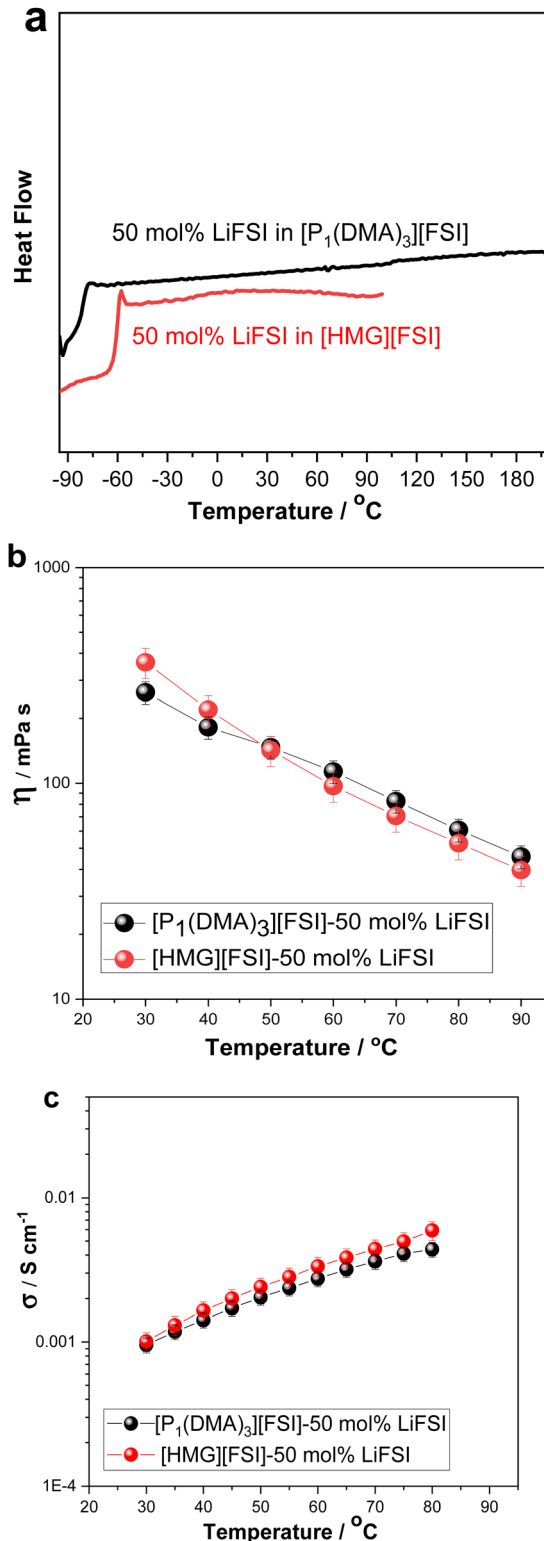 a
Heat Flow
50 mol% LiFSI in [P₁(DMA)₃][FSI]
50 mol% LiFSI in [HMG][FSI]
-90 -60 -30 0 30 60 90 120 150 180
Temperature / °C
b
1000
100
10
η / mPa s
[P₁(DMA)₃][FSI]-50 mol% LiFSI
[HMG][FSI]-50 mol% LiFSI
20 30 40 50 60 70 80 90
Temperature / °C
c
0.01
0.001
1E-4
σ / S cm⁻¹
[P₁(DMA)₃][FSI]-50 mol% LiFSI
[HMG][FSI]-50 mol% LiFSI
20 30 40 50 60 70 80 90
Temperature / °C